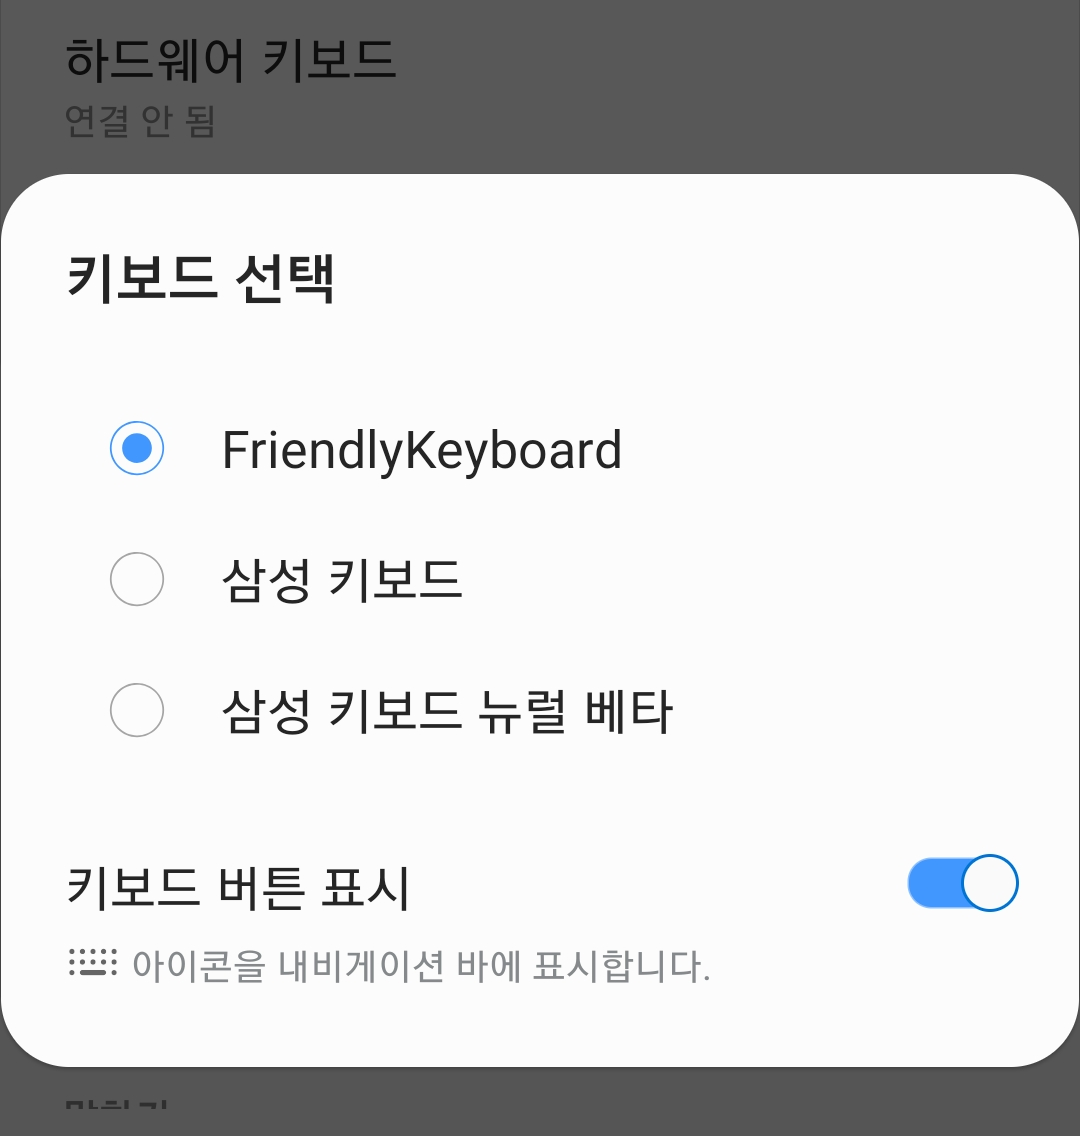 하드웨어 키보드
연결 안 됨
키보드 선택
FriendlyKeyboard
삼성 키보드
삼성 키보드 뉴럴 베타
키보드 버튼 표시
아이콘을 내비게이션 바에 표시합니다.